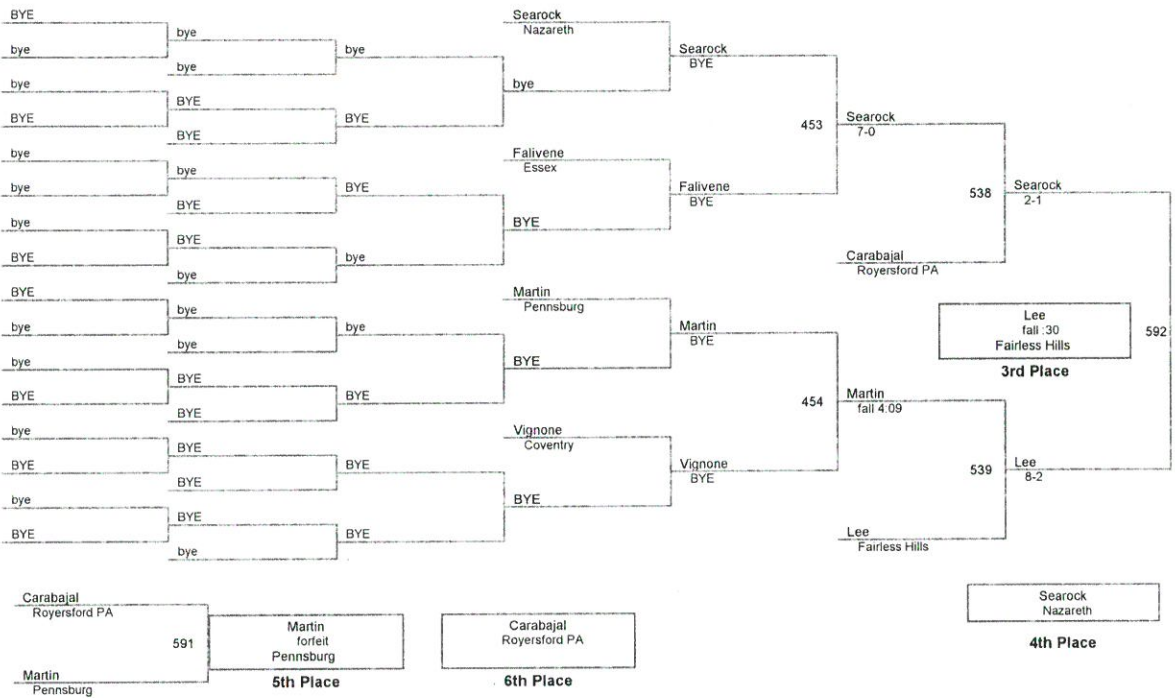 BYE
bye
bye
BYE
bye
bye
bye
BYE
BYE
bye
bye
BYE
bye
BYE
bye
BYE
bye
bye
BYE
BYE
bye
BYE
BYE
bye
bye
bye
BYE
BYE
BYE
BYE
BYE
bye
bye
BYE
BYE
bye
bye
BYE
BYE
BYE
Searock
Nazareth
bye
Falivene
Essex
BYE
Martin
Pennsburg
BYE
Vignone
Coventry
BYE
Searock
BYE
Falivene
BYE
Martin
BYE
Vignone
BYE
453
Searock
7-0
Carabajal
Royersford PA
454
Martin
fall 4:09
Lee
Fairless Hills
538
Searock
2-1
539
Lee
8-2
592
Lee
fall :30
Fairless Hills
3rd Place
Searock
Nazareth
4th Place
Carabajal
Royersford PA
591
Martin
Pennsburg
Martin
forfeit
Pennsburg
5th Place
Carabajal
Royersford PA
6th Place